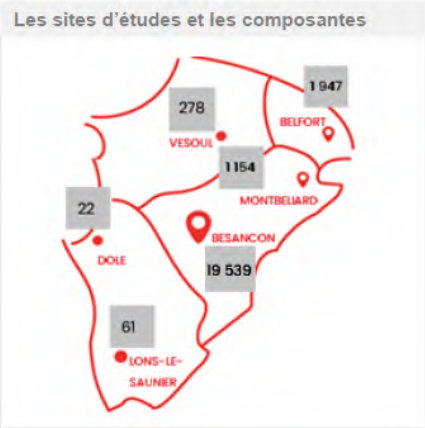 Les sites d'études et les composantes
1 947
278
BELFORT
VESOUL
1 154
MONTBELIARD
22
BESANCON
DOLE
19 539
61
LONS-LE-
SAUNIER